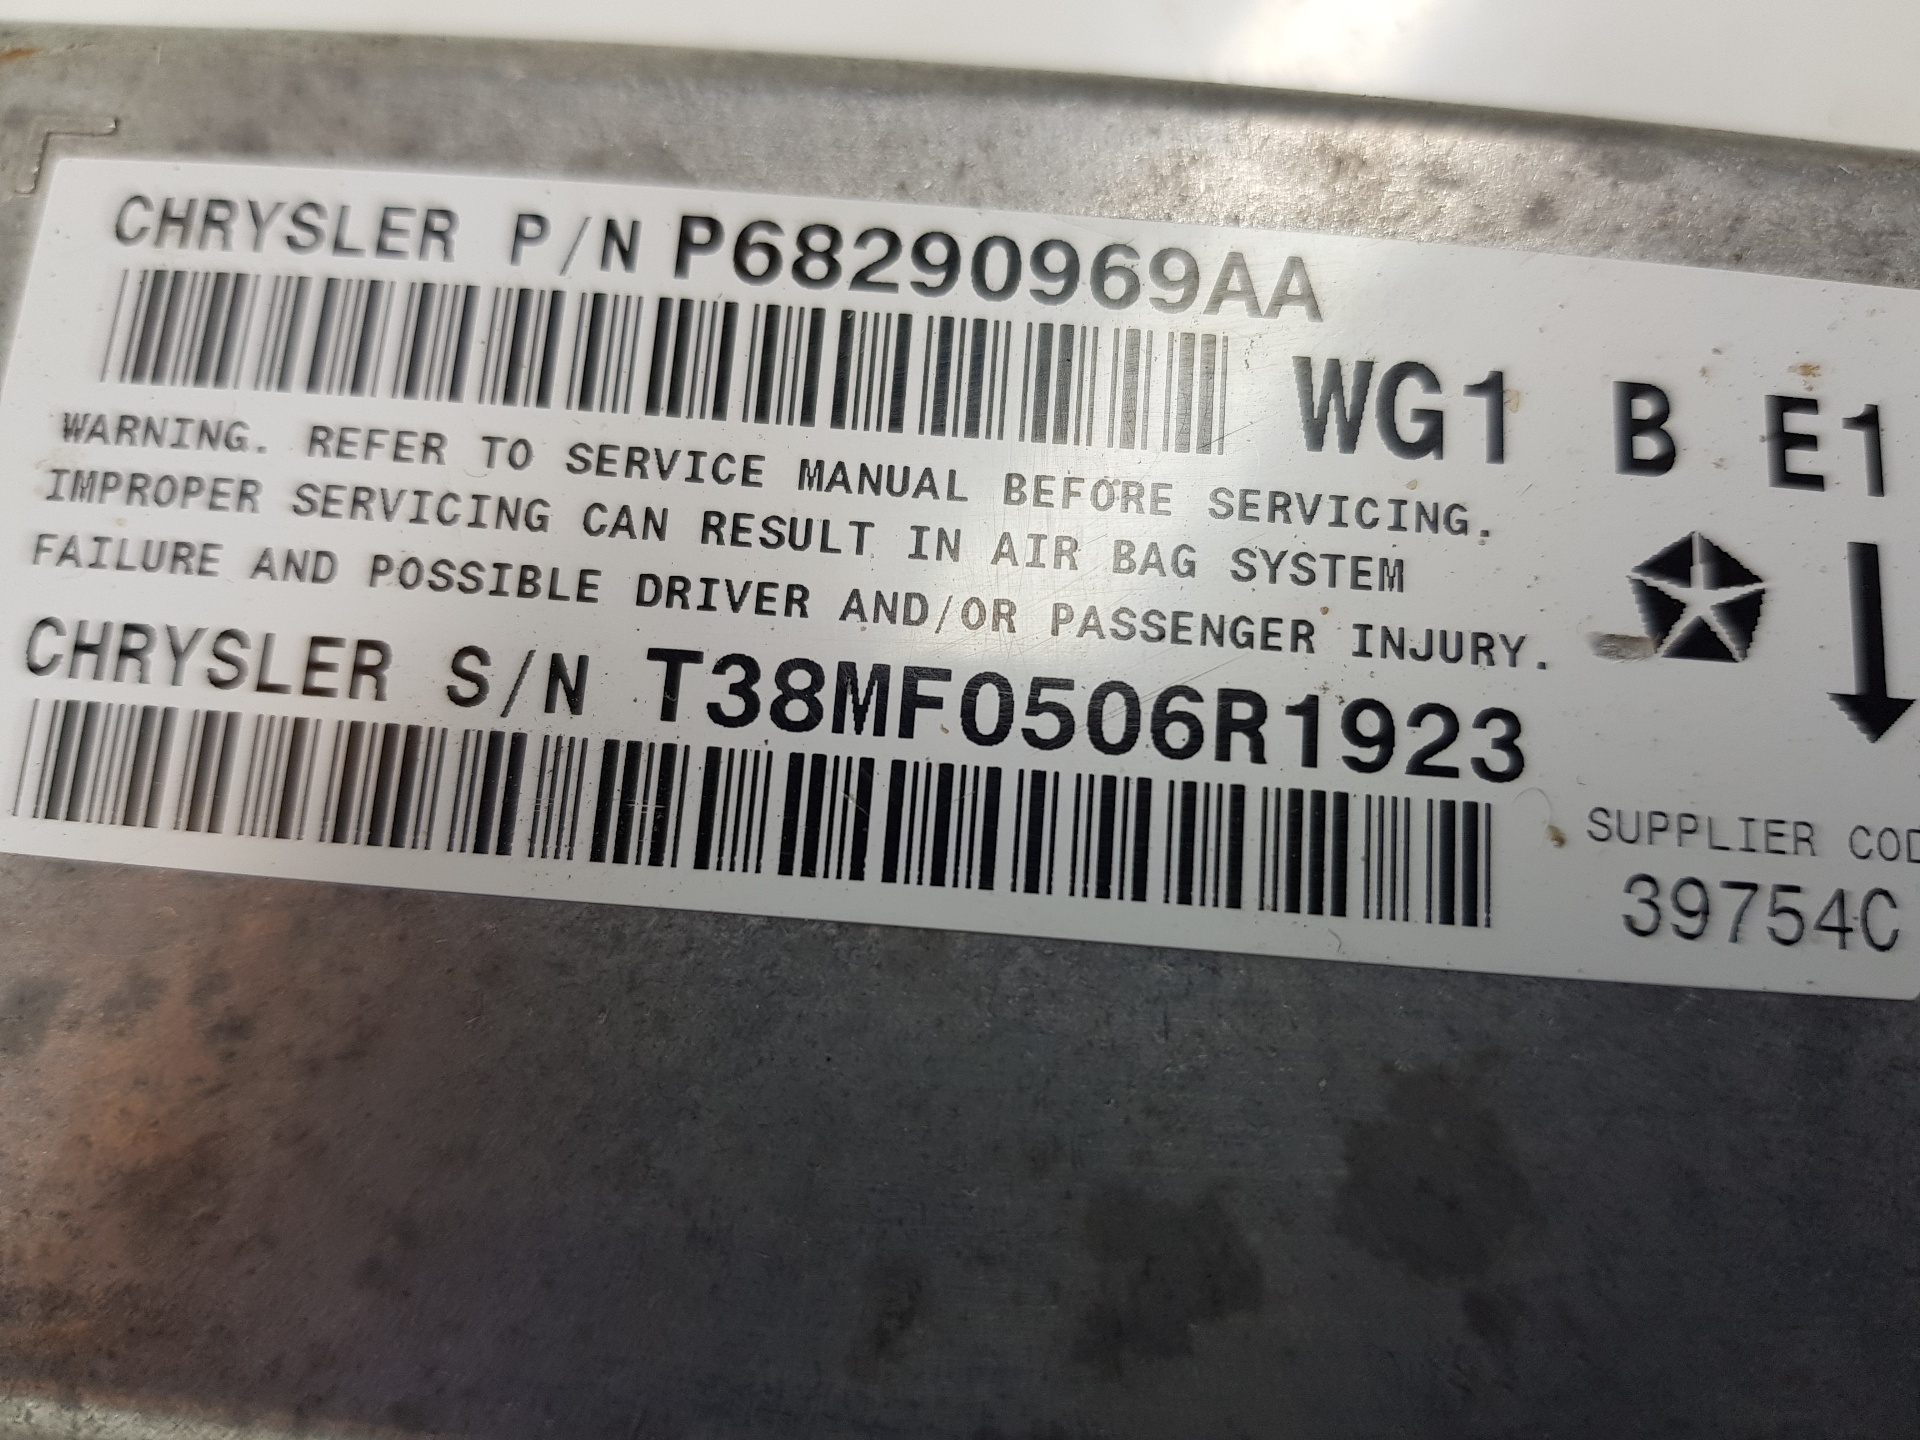 CHRYSLER P/N P68290969AA
WG1 B E1
WARNING. REFER TO SERVICE MANUAL BEFORE SERVICING.
IMPROPER SERVICING CAN RESULT IN AIR BAG SYSTEM
FAILURE AND POSSIBLE DRIVER AND/OR PASSENGER INJURY.
CHRYSLER S/N T38MF0506R1923
SUPPLIER COD
39754C